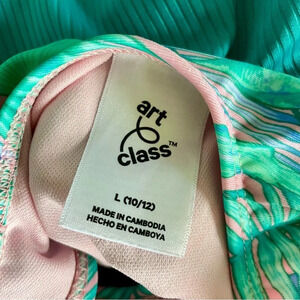 art
class™
L (10/12)
MADE IN CAMBODIA
HECHO EN CAMBOYA